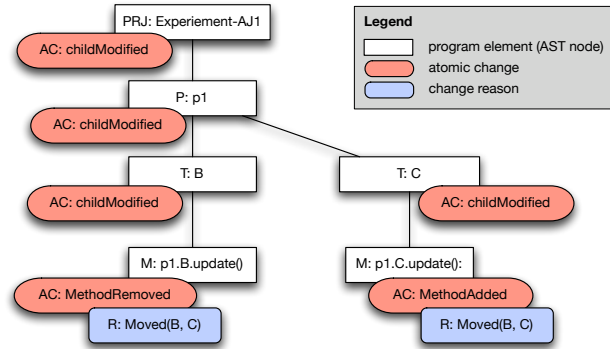 PRJ: Experiement-AJ1
AC: childModified
P: p1
AC: childModified
T: B
AC: childModified
T: C
AC: childModified
M: p1.B.update()
AC: MethodRemoved
R: Moved(B, C)
M: p1.C.update():
AC: MethodAdded
R: Moved(B, C)
Legend
program element (AST node)
atomic change
change reason